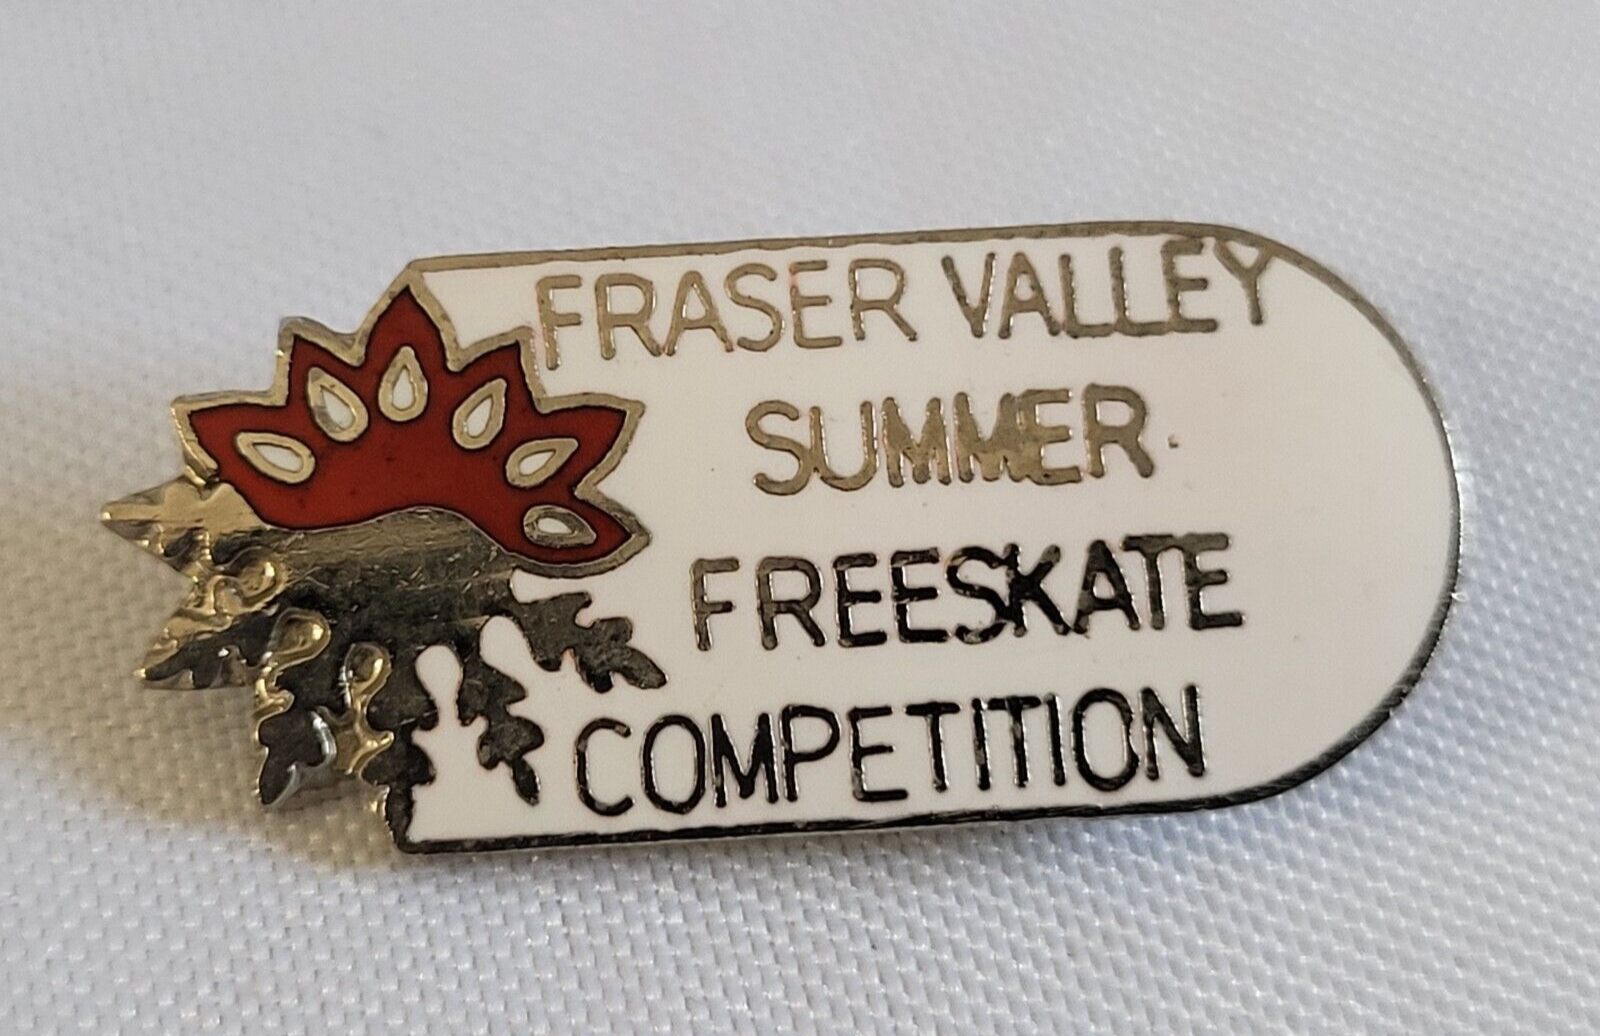 FRASER VALLEY
SUMMER
FREESKATE
COMPETITION